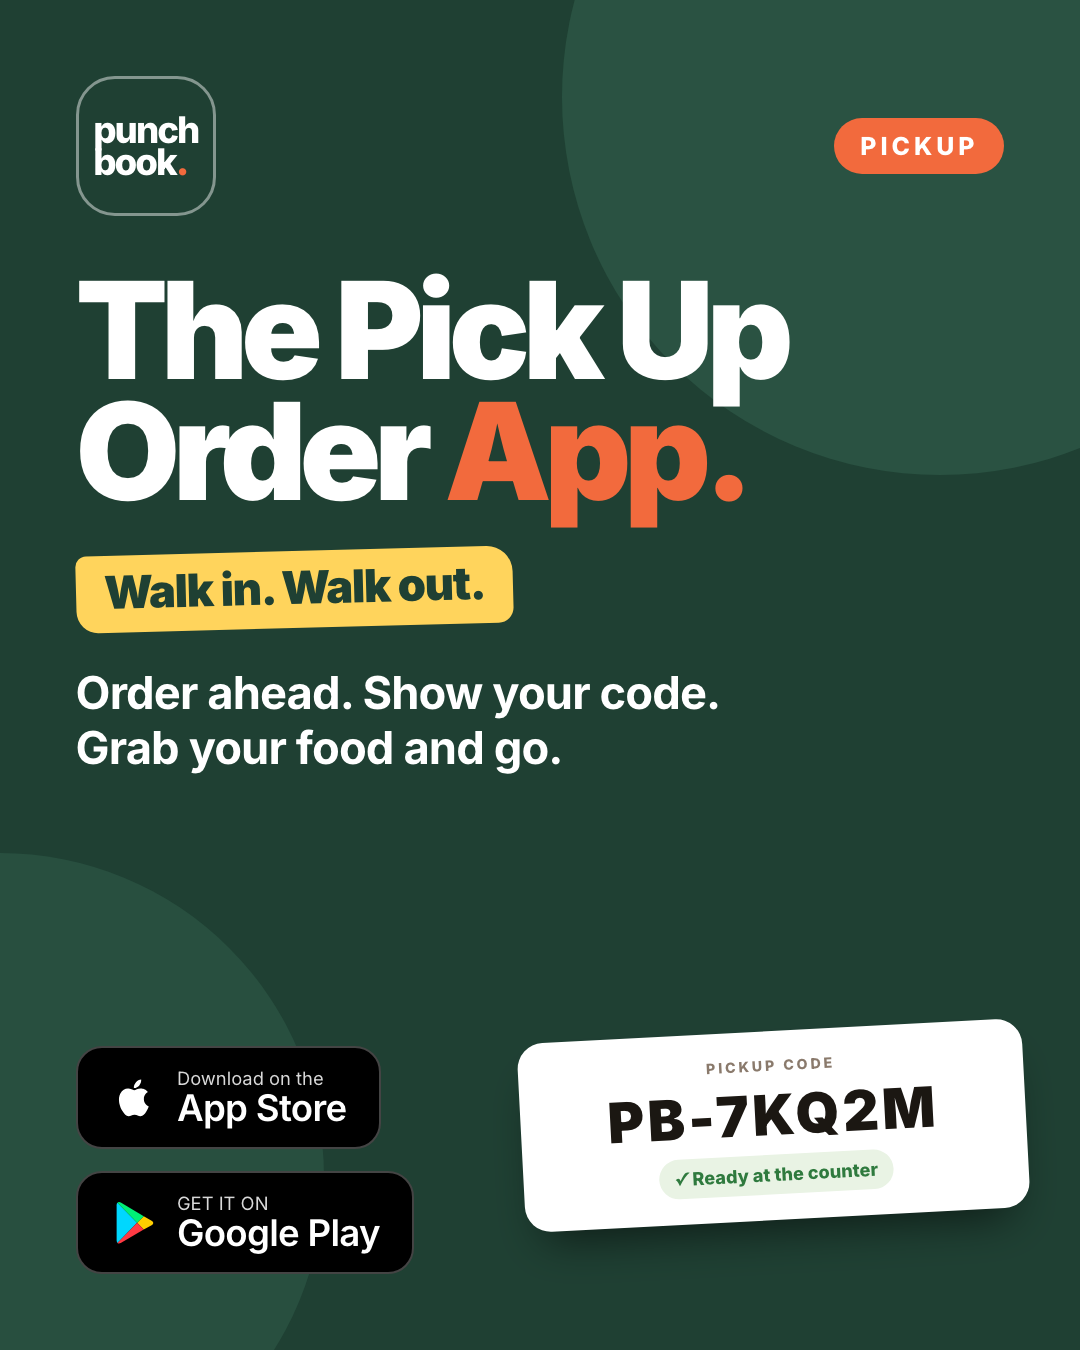 punch
book.
PICKUP
The Pick Up
Order App.
Walk in. Walk out.
Order ahead. Show your code.
Grab your food and go.
Download on the
App Store
GET IT ON
Google Play
PICKUP CODE
PB-7KQ2M
✓ Ready at the counter